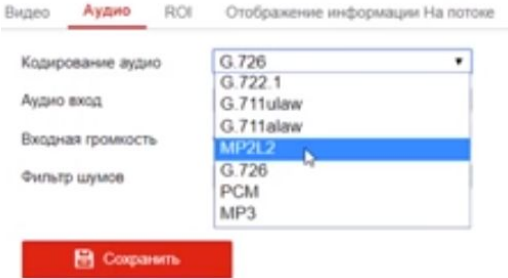 Видео Аудио ROI Отображение информации На потоке
Кодирование аудио G.726
G.722.1
Аудио вход
G.711ulaw
G.711alaw
Входная громкость
MP2L2
Фильтр шумов G.726
PCM
MP3
Сохранить